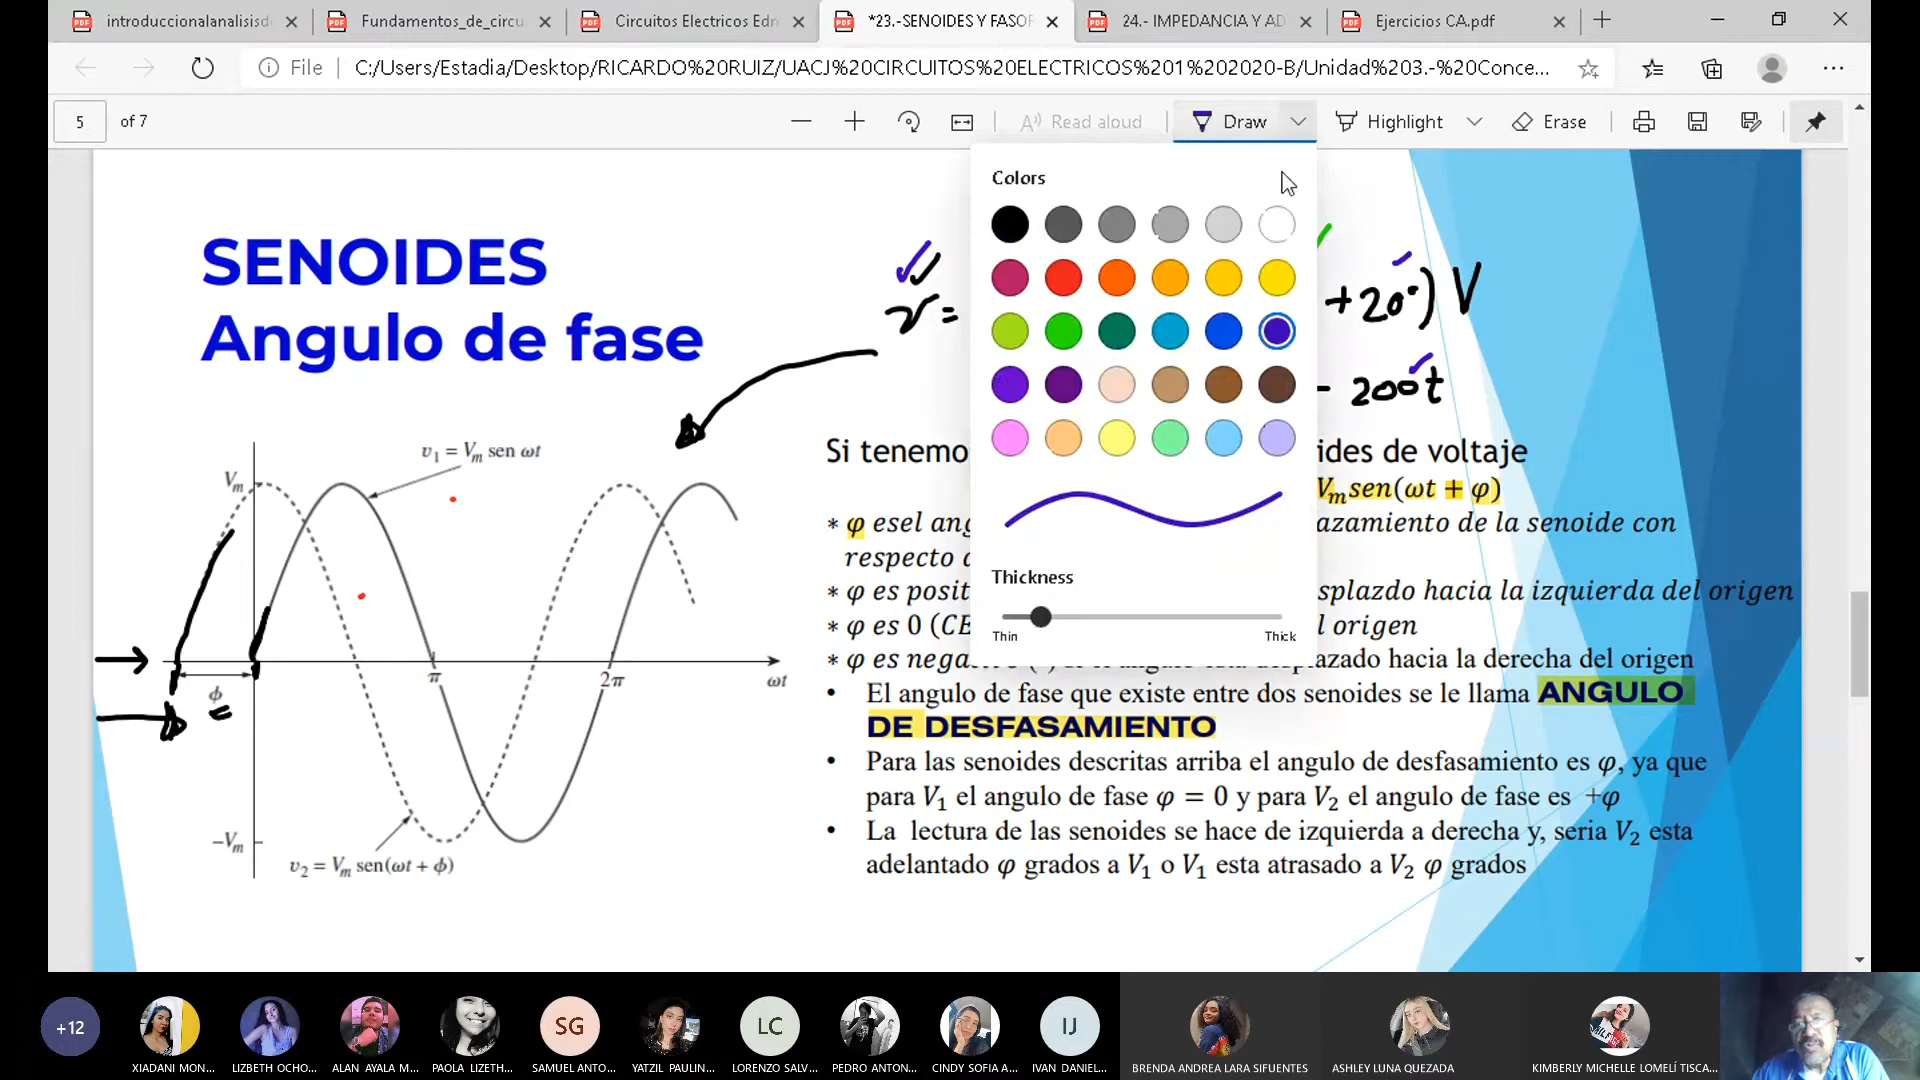 introduccionalanalisisd
Fundamentos_de_circu
Circuitos Electricos Edm
*23.-SENOIDES Y FASOR
24.- IMPEDANCIA Y AD
Ejercicios CA.pdf
File
C:/Users/Estadia/Desktop/RICARDO%20RUIZ/UACJ%20CIRCUITOS%20ELECTRICOS%201%202020-B/Unidad%203.-%20Conce...
5 of 7
Read aloud
Draw
Highlight
Erase
Colors
Thickness
Thin
Thick
SENOIDES
Angulo de fase
v =
+20°) V
- 200t
v₁ = Vₘ sen ωt
Vₘ
ϕ
π
2π
ωt
−Vₘ
v₂ = Vₘ sen(ωt + ϕ)
Si tenemo
ides de voltaje
Vₘsen(ωt + φ)
* φ esel ang
azamiento de la senoide con
respecto
* φ es posit
splazdo hacia la izquierda del origen
* φ es 0 (CE
l origen
* φ es nega
azado hacia la derecha del origen
• El angulo de fase que existe entre dos senoides se le llama ANGULO
DE DESFASAMIENTO
• Para las senoides descritas arriba el angulo de desfasamiento es φ, ya que
para V₁ el angulo de fase φ = 0 y para V₂ el angulo de fase es +φ
• La lectura de las senoides se hace de izquierda a derecha y, seria V₂ esta
adelantado φ grados a V₁ o V₁ esta atrasado a V₂ φ grados
+12
SG
LC
IJ
XIADANI MON...
LIZBETH OCHO...
ALAN AYALA M...
PAOLA LIZETH...
SAMUEL ANTO...
YATZIL PAULIN...
LORENZO SALV...
PEDRO ANTON...
CINDY SOFIA A...
IVAN DANIEL...
BRENDA ANDREA LARA SIFUENTES
ASHLEY LUNA QUEZADA
KIMBERLY MICHELLE LOMELÍ TISCA...